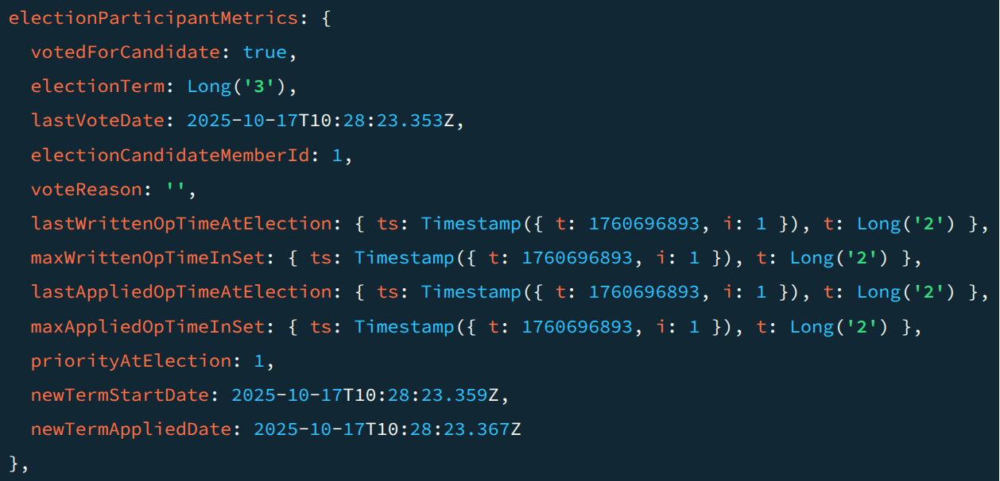 electionParticipantMetrics: {
  votedForCandidate: true,
  electionTerm: Long('3'),
  lastVoteDate: 2025-10-17T10:28:23.353Z,
  electionCandidateMemberId: 1,
  voteReason: '',
  lastWrittenOpTimeAtElection: { ts: Timestamp({ t: 1760696893, i: 1 }), t: Long('2') },
  maxWrittenOpTimeInSet: { ts: Timestamp({ t: 1760696893, i: 1 }), t: Long('2') },
  lastAppliedOpTimeAtElection: { ts: Timestamp({ t: 1760696893, i: 1 }), t: Long('2') },
  maxAppliedOpTimeInSet: { ts: Timestamp({ t: 1760696893, i: 1 }), t: Long('2') },
  priorityAtElection: 1,
  newTermStartDate: 2025-10-17T10:28:23.359Z,
  newTermAppliedDate: 2025-10-17T10:28:23.367Z
},